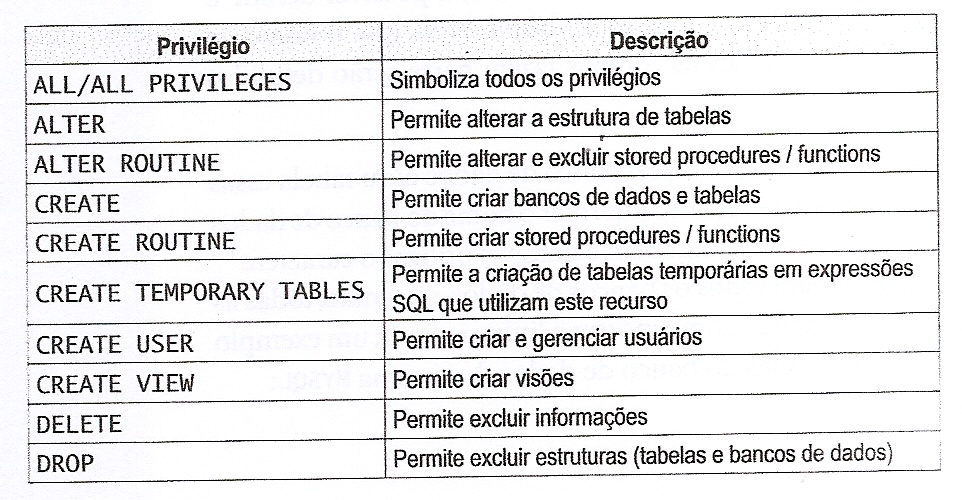 Privilégio Descrição
ALL/ALL PRIVILEGES Simboliza todos os privilégios
ALTER Permite alterar a estrutura de tabelas
ALTER ROUTINE Permite alterar e excluir stored procedures / functions
CREATE Permite criar bancos de dados e tabelas
CREATE ROUTINE Permite criar stored procedures / functions
CREATE TEMPORARY TABLES Permite a criação de tabelas temporárias em expressões
SQL que utilizam este recurso
CREATE USER Permite criar e gerenciar usuários
CREATE VIEW Permite criar visões
DELETE Permite excluir informações
DROP Permite excluir estruturas (tabelas e bancos de dados)